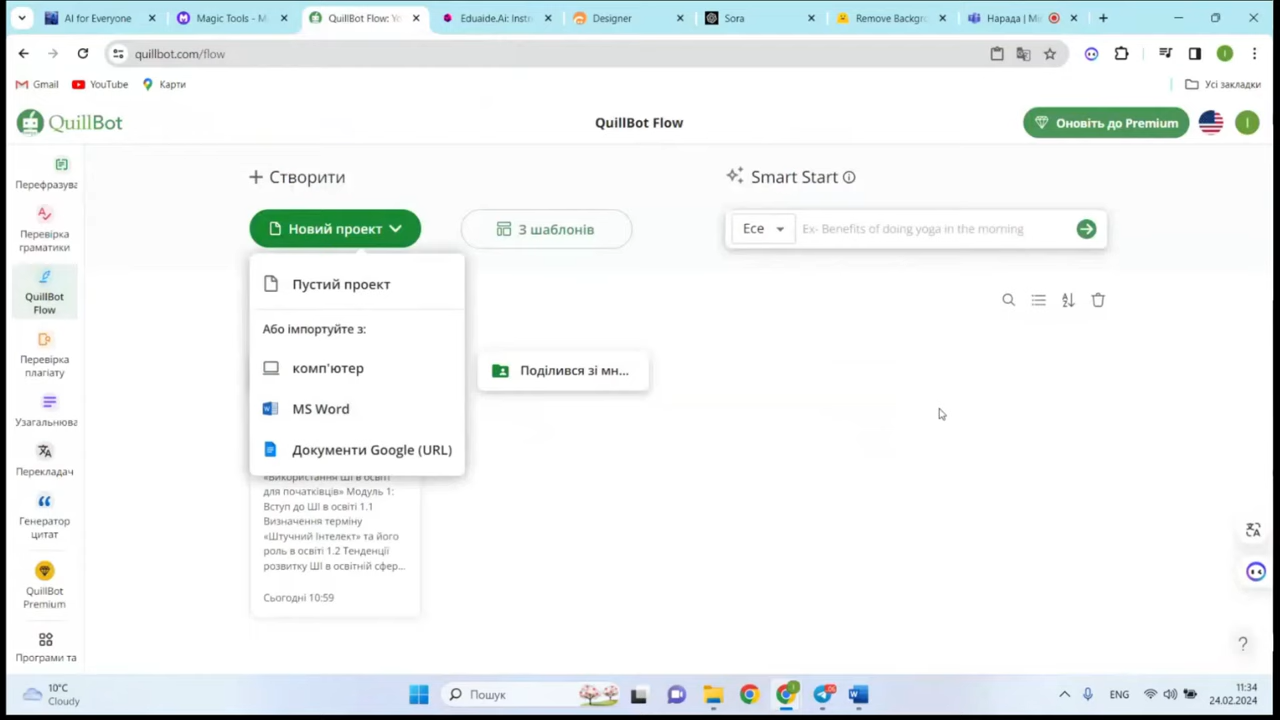 AI for Everyone
Magic Tools - M
QuillBot Flow: Yo
Eduaide.Ai: Instr
Designer
Sora
Remove Backgro
Нарада | Mi
quillbot.com/flow
Gmail
YouTube
Карти
Усі закладки
QuillBot
QuillBot Flow
Оновіть до Premium
I
Перефразува
Перевірка
граматики
QuillBot
Flow
Перевірка
плагіату
Узагальнюва
Перекладач
Генератор
цитат
QuillBot
Premium
Програми та
+ Створити
Smart Start
Новий проект
З шаблонів
Есе
Ex- Benefits of doing yoga in the morning
Пустий проект
Або імпортуйте з:
комп'ютер
MS Word
Документи Google (URL)
Поділився зі мн...
«Використання ШІ в освіті
для початківців» Модуль 1:
Вступ до ШІ в освіті 1.1
Визначення терміну
«Штучний Інтелект» та його
роль в освіті 1.2 Тенденції
розвитку ШІ в освітній сфер...
Сьогодні 10:59
10°C
Cloudy
Пошук
ENG
11:34
24.02.2024